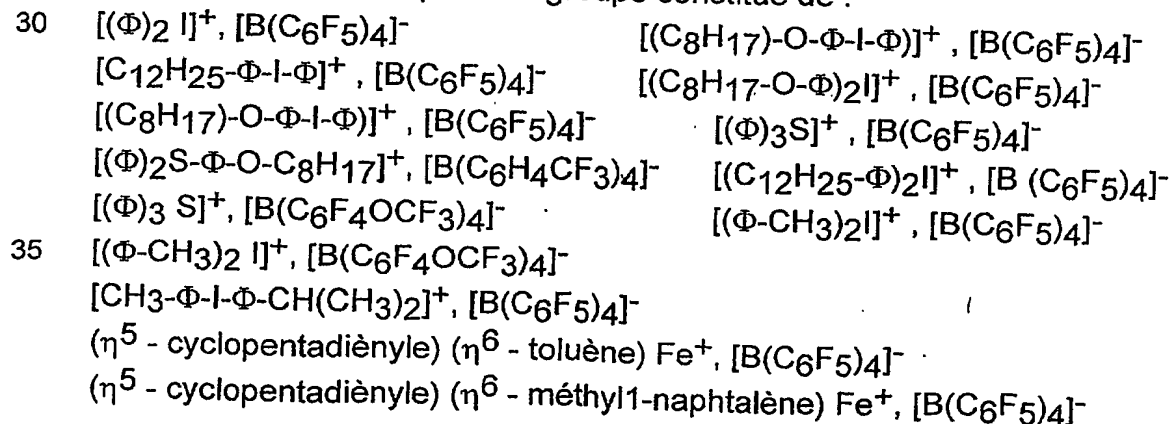 groupe constitué de :
30 [(Φ)2 I]+, [B(C6F5)4]- [(C8H17)-O-Φ-I-Φ)]+ , [B(C6F5)4]-
[C12H25-Φ-I-Φ]+ , [B(C6F5)4]- [(C8H17-O-Φ)2I]+ , [B(C6F5)4]-
[(C8H17)-O-Φ-I-Φ)]+ , [B(C6F5)4]- [(Φ)3S]+ , [B(C6F5)4]-
[(Φ)2S-Φ-O-C8H17]+, [B(C6H4CF3)4]- [(C12H25-Φ)2I]+ , [B (C6F5)4]-
[(Φ)3 S]+, [B(C6F4OCF3)4]- [(Φ-CH3)2I]+ , [B(C6F5)4]-
35 [(Φ-CH3)2 I]+, [B(C6F4OCF3)4]-
[CH3-Φ-I-Φ-CH(CH3)2]+, [B(C6F5)4]-
(η5 - cyclopentadiènyle) (η6 - toluène) Fe+, [B(C6F5)4]-
(η5 - cyclopentadiènyle) (η6 - méthyl1-naphtalène) Fe+, [B(C6F5)4]-